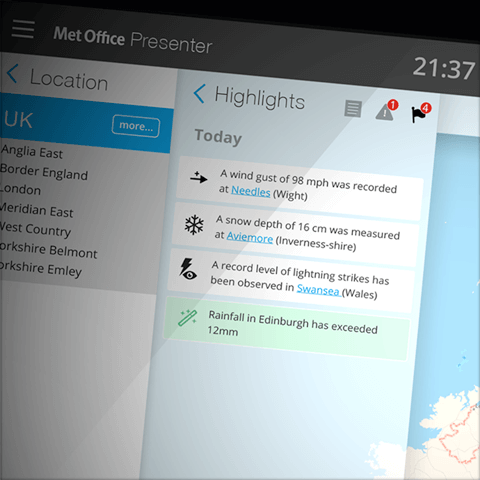 Met Office Presenter
21:37
Location
UK
more...
Anglia East
Border England
London
Meridian East
West Country
Yorkshire Belmont
Yorkshire Emley
Highlights
1
4
Today
A wind gust of 98 mph was recorded
at Needles (Wight)
A snow depth of 16 cm was measured
at Aviemore (Inverness-shire)
A record level of lightning strikes has
been observed in Swansea (Wales)
Rainfall in Edinburgh has exceeded
12mm